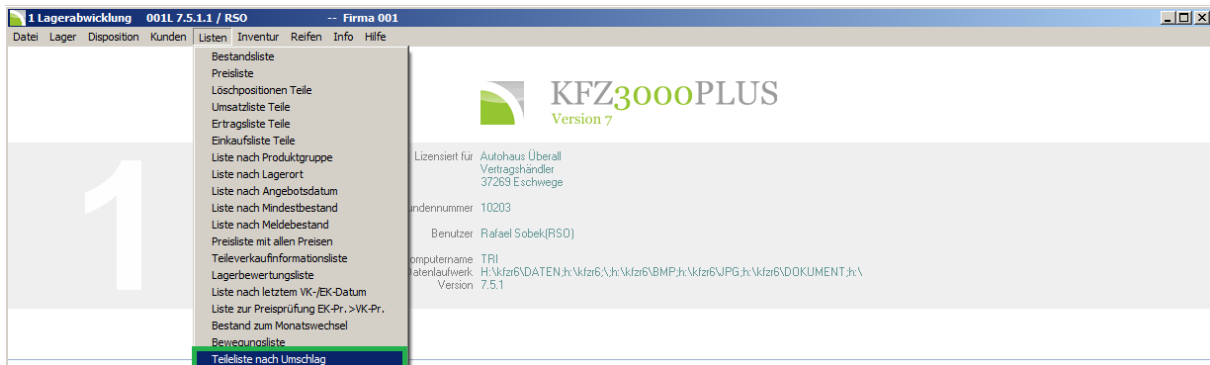 1 Lagerabwicklung 001L 7.5.1.1 / RSO -- Firma 001
Datei Lager Disposition Kunden Listen Inventur Reifen Info Hilfe
Bestandsliste
Preisliste
Löschpositionen Teile
Umsatzliste Teile
Ertragsliste Teile
Einkaufsliste Teile
Liste nach Produktgruppe
Liste nach Lagerort
Liste nach Angebotsdatum
Liste nach Mindestbestand
Liste nach Meldebestand
Preisliste mit allen Preisen
Teileverkaufinformationsliste
Lagerbewertungsliste
Liste nach letztem VK-/EK-Datum
Liste zur Preisprüfung EK-Pr.>VK-Pr.
Bestand zum Monatswechsel
Bewegungsliste
Teileliste nach Umschlag
KFZ3000PLUS
Version 7
1
Lizensiert für Autohaus Überall
Vertragshändler
37269 Eschwege
undennummer 10203
Benutzer Rafael Sobek(RSO)
omputername TRI
Datenlaufwerk H:\kfzr6\DATEN;h:\kfzr6;\;h:\kfzr6\BMP;h:\kfzr6\JPG;h:\kfzr6\DOKUMENT;h:\
Version 7.5.1